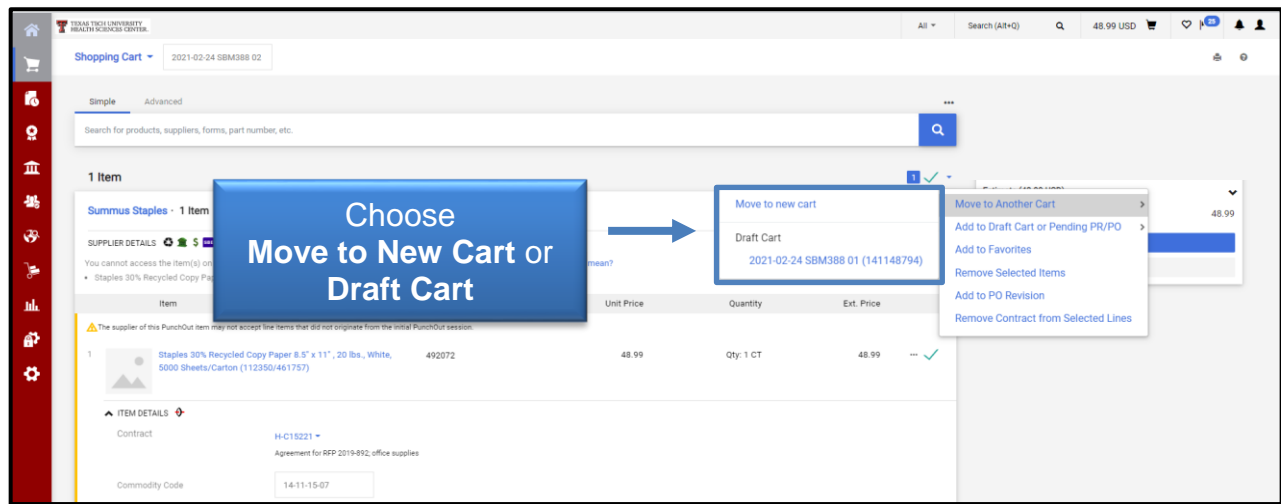 TEXAS TECH UNIVERSITY
HEALTH SCIENCES CENTER.
All
Search (Alt+Q)
48.99 USD
25
Shopping Cart
2021-02-24 SBM388 02
Simple
Advanced
Search for products, suppliers, forms, part number, etc.
1 Item
1
Summus Staples · 1 Item
SUPPLIER DETAILS
You cannot access the item(s) on
mean?
• Staples 30% Recycled Copy
Choose
Move to New Cart or
Draft Cart
Move to new cart
Draft Cart
2021-02-24 SBM388 01 (141148794)
Move to Another Cart
Add to Draft Cart or Pending PR/PO
Add to Favorites
Remove Selected Items
Add to PO Revision
Remove Contract from Selected Lines
48.99
Item
Unit Price
Quantity
Ext. Price
The supplier of this PunchOut item may not accept line items that did not originate from the initial PunchOut session.
1
Staples 30% Recycled Copy Paper 8.5" x 11" , 20 lbs., White,
5000 Sheets/Carton (112350/461757)
492072
48.99
Qty: 1 CT
48.99
ITEM DETAILS
Contract
H-C15221
Agreement for RFP 2019-892; office supplies
Commodity Code
14-11-15-07